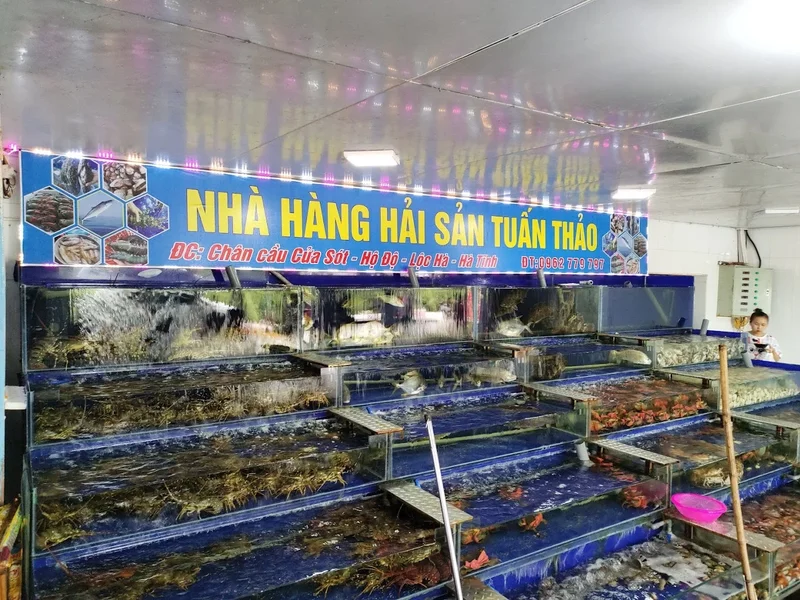 NHÀ HÀNG HẢI SẢN TUẤN THẢO
ĐC: Chân cầu Cửa Sót - Hộ Độ - Lộc Hà - Hà Tĩnh ĐT:0962 779 797